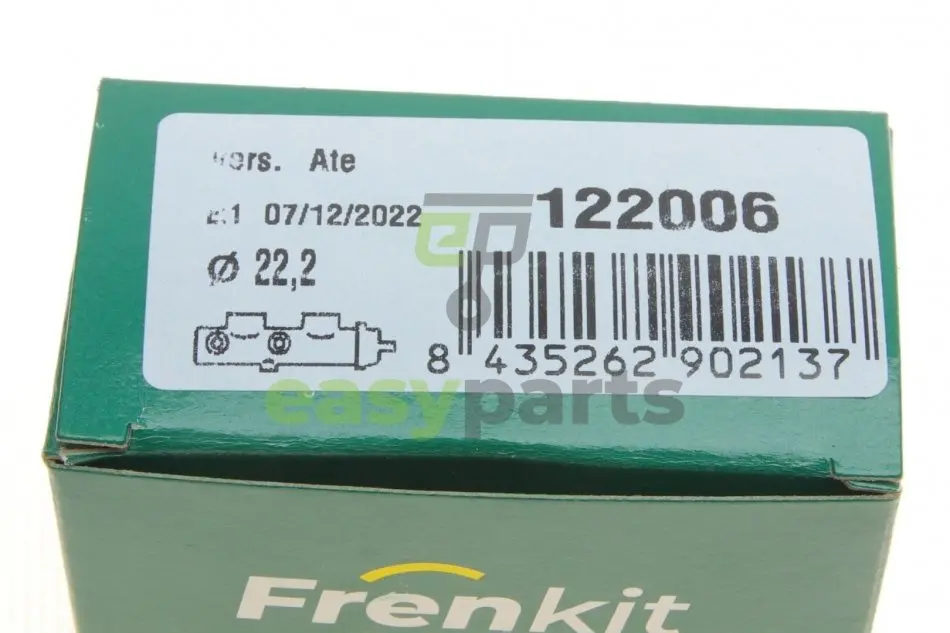 Ate
07/12/2022 122006
Ø 22,2
8 435262 902137
easyparts
Frenkit